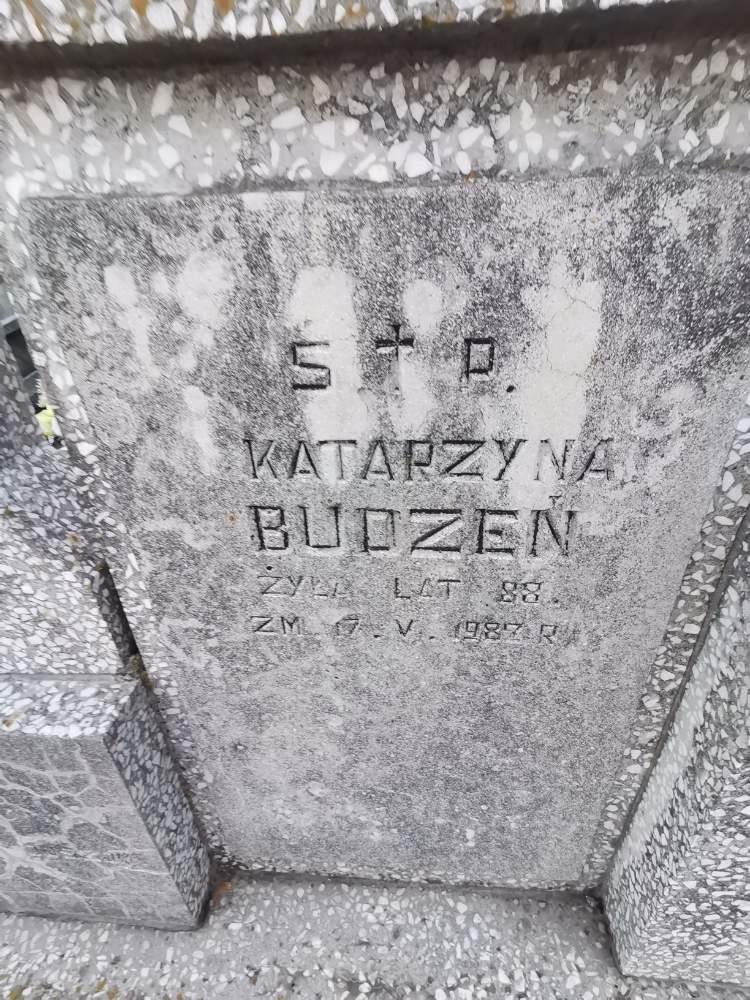 S † P.
KATARZYNA
BUDZEŃ
ŻYŁA LAT 88.
ZM. 17. V. 1987 R.